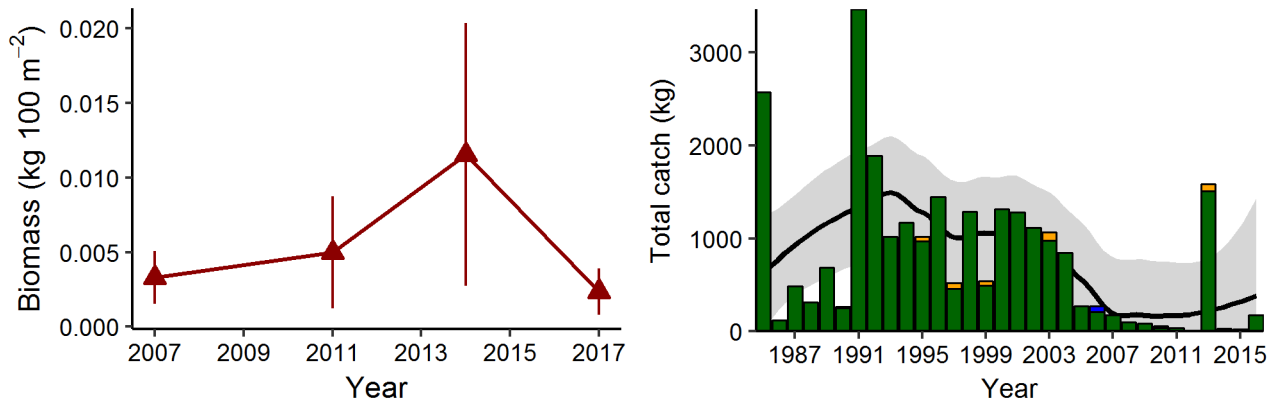 Biomass (kg 100 m⁻²)
0.020
0.015
0.010
0.005
0.000
2007 2009 2011 2013 2015 2017
Year
Total catch (kg)
3000
2000
1000
0
1987 1991 1995 1999 2003 2007 2011 2015
Year